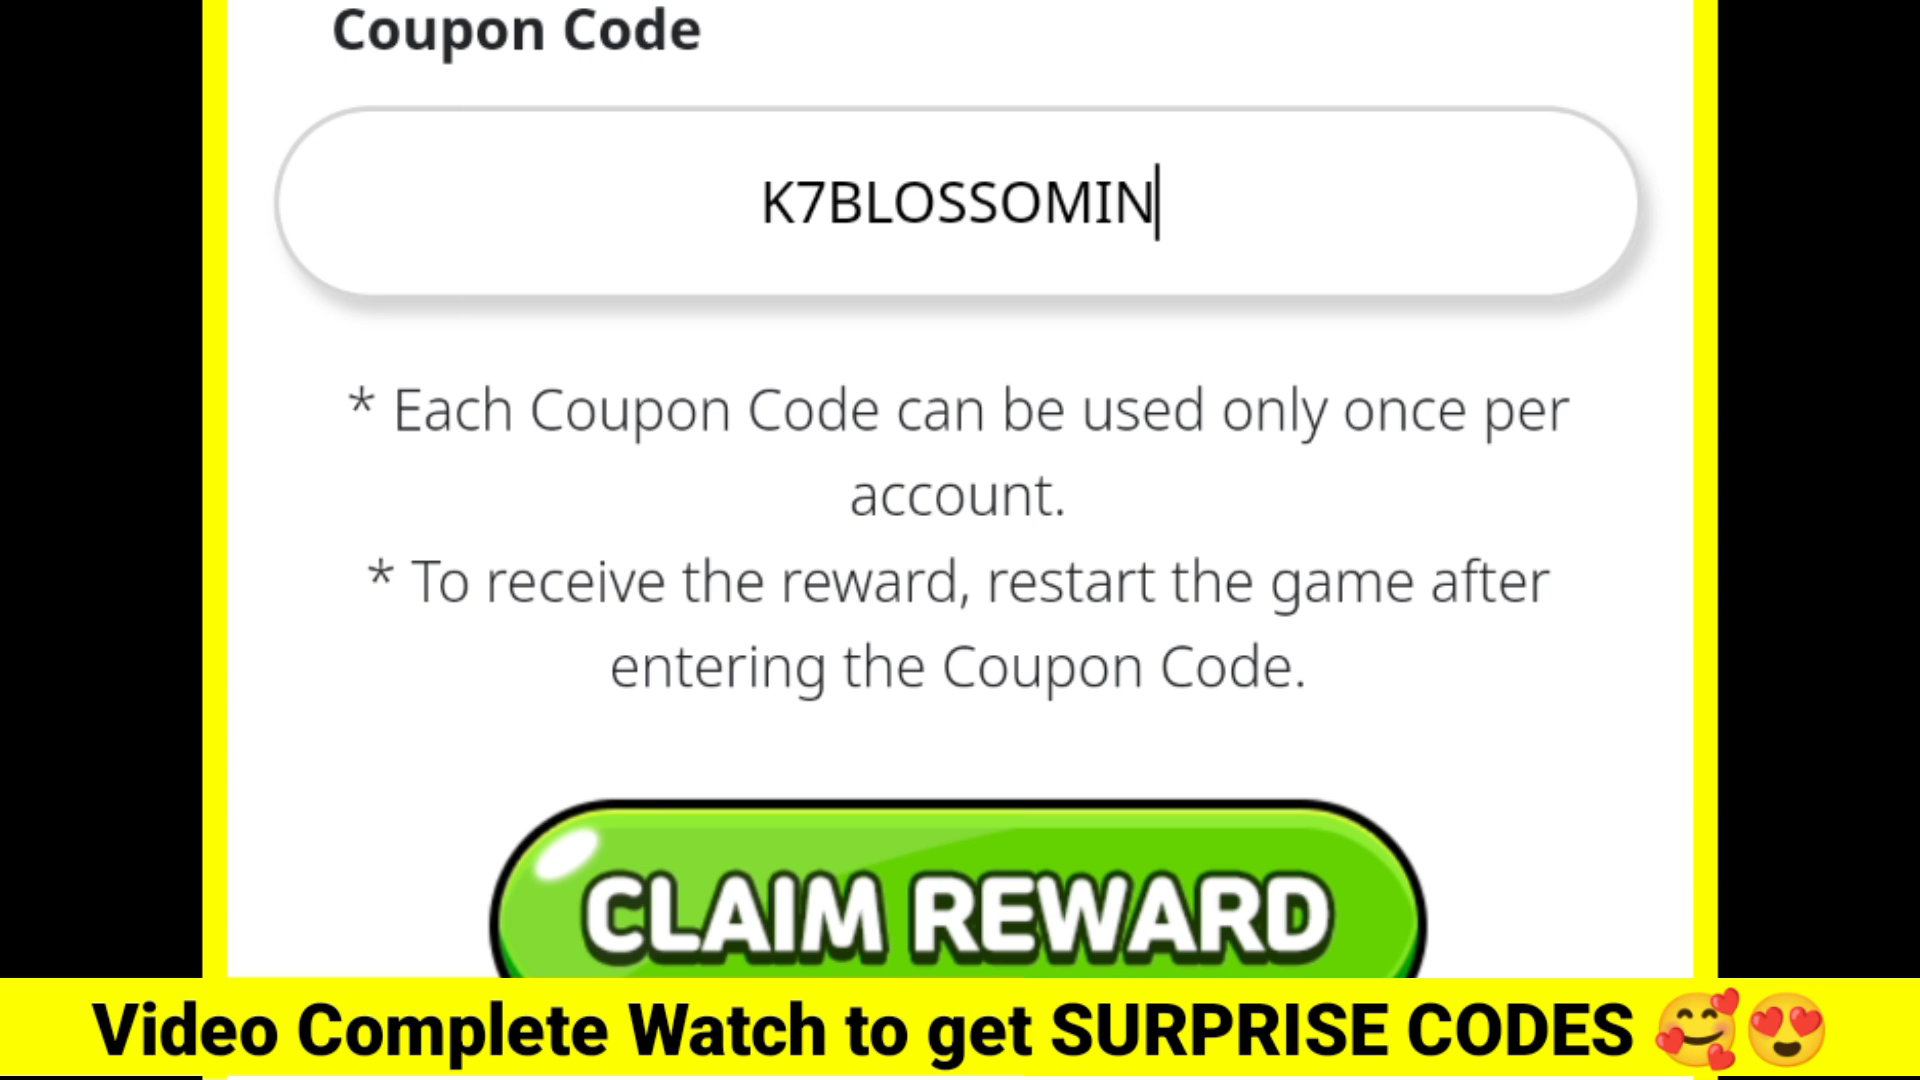 Coupon Code
K7BLOSSOMIN
* Each Coupon Code can be used only once per
account.
* To receive the reward, restart the game after
entering the Coupon Code.
CLAIM REWARD
Video Complete Watch to get SURPRISE CODES 🥰😍